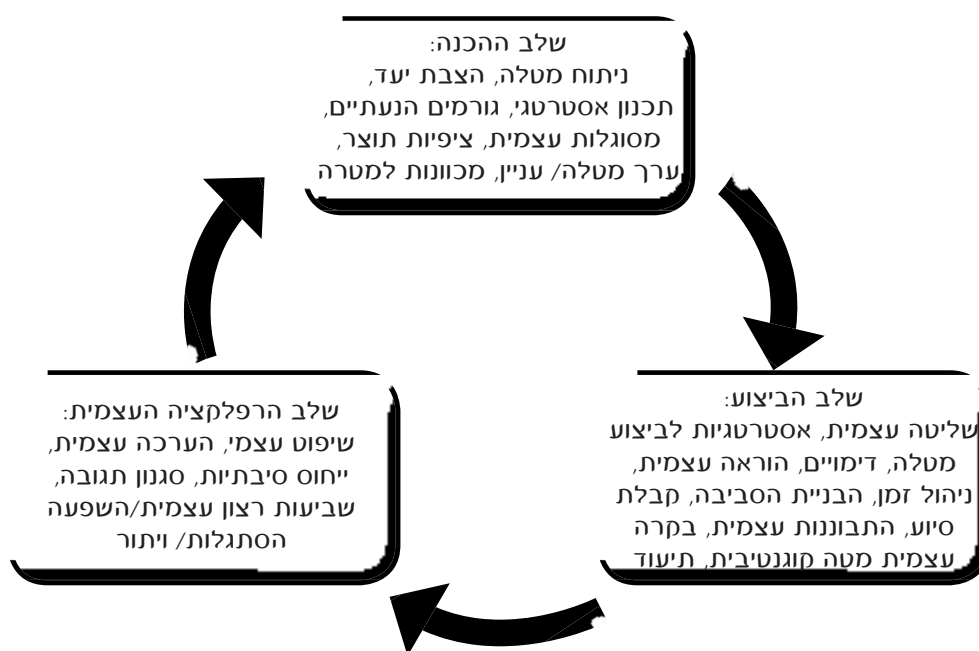 שלב ההכנה:
ניתוח מטלה, הצבת יעד,
תכנון אסטרטגי, גורמים הנעתיים,
מסוגלות עצמית, ציפיות תוצר,
ערך מטלה/ עניין, מכוונות למטרה
שלב הביצוע:
שליטה עצמית, אסטרטגיות לביצוע
מטלה, דימויים, הוראה עצמית,
ניהול זמן, הבניית הסביבה, קבלת
סיוע, התבוננות עצמית, בקרה
עצמית מטה קוגנטיבית, תיעוד
שלב הרפלקציה העצמית:
שיפוט עצמי, הערכה עצמית,
ייחוס סיבתיות, סגנון תגובה,
שביעות רצון עצמית/השפעה
הסתגלות/ ויתור